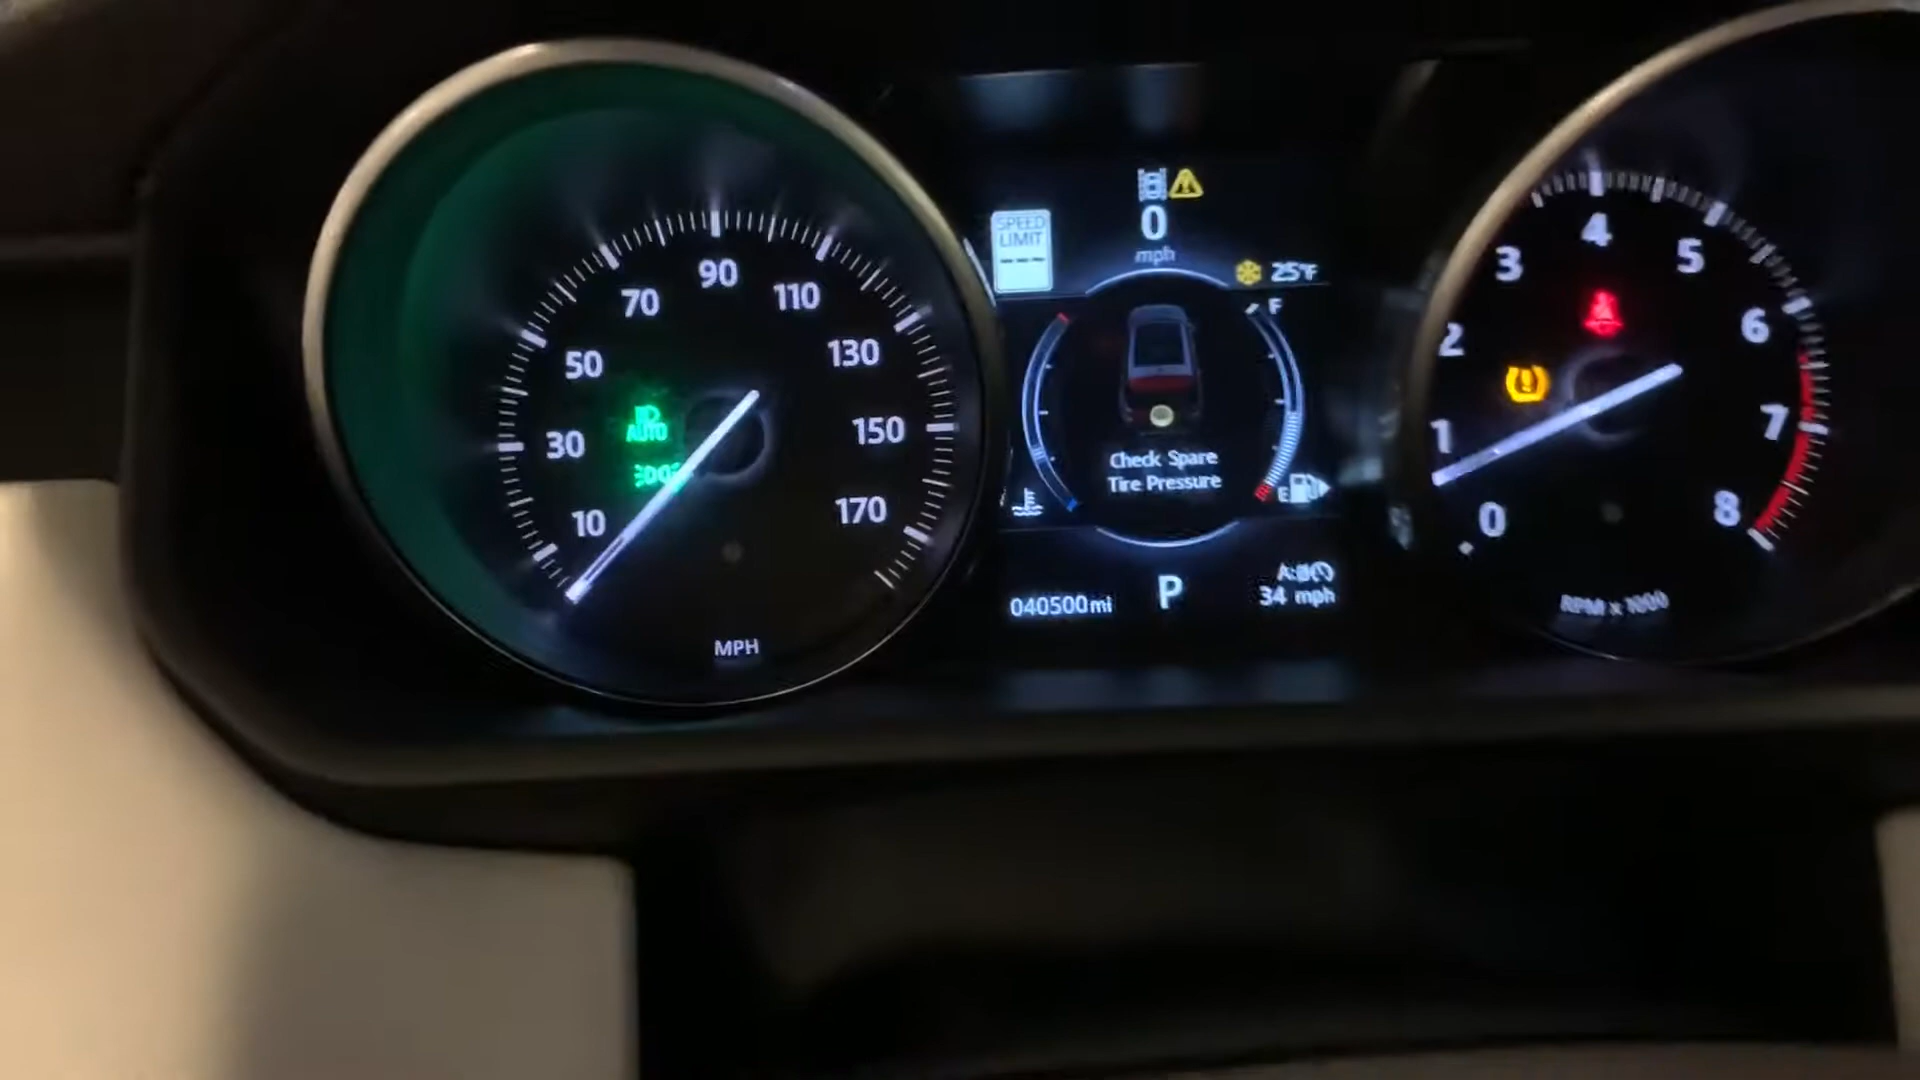 10
30
50
70
90
110
130
150
170
AUTO
MPH
SPEED
LIMIT
---
0
mph
25°F
F
E
Check Spare
Tire Pressure
040500mi
P
34 mph
0
1
2
3
4
5
6
7
8
RPM x 1000